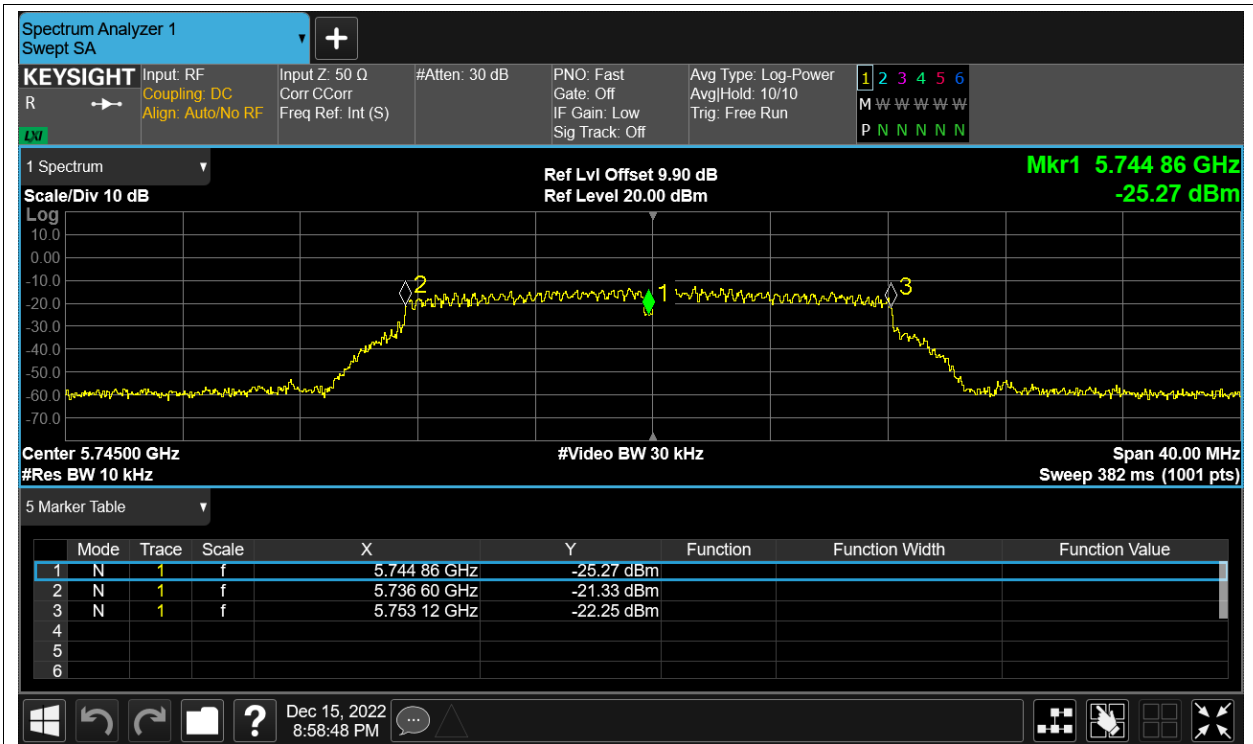 Spectrum Analyzer 1
Swept SA
KEYSIGHT
R
LXI
Input: RF
Coupling: DC
Align: Auto/No RF
Input Z: 50 Ω
Corr CCorr
Freq Ref: Int (S)
#Atten: 30 dB
PNO: Fast
Gate: Off
IF Gain: Low
Sig Track: Off
Avg Type: Log-Power
Avg|Hold: 10/10
Trig: Free Run
1 2 3 4 5 6
M W W W W W
P N N N N N
1 Spectrum
Scale/Div 10 dB
Ref Lvl Offset 9.90 dB
Ref Level 20.00 dBm
Mkr1 5.744 86 GHz
-25.27 dBm
Log
10.0
0.00
-10.0
-20.0
-30.0
-40.0
-50.0
-60.0
-70.0
2
1
3
Center 5.74500 GHz
#Res BW 10 kHz
#Video BW 30 kHz
Span 40.00 MHz
Sweep 382 ms (1001 pts)
5 Marker Table
Mode Trace Scale X Y Function Function Width Function Value
1 N 1 f 5.744 86 GHz -25.27 dBm
2 N 1 f 5.736 60 GHz -21.33 dBm
3 N 1 f 5.753 12 GHz -22.25 dBm
4
5
6
?
Dec 15, 2022
8:58:48 PM